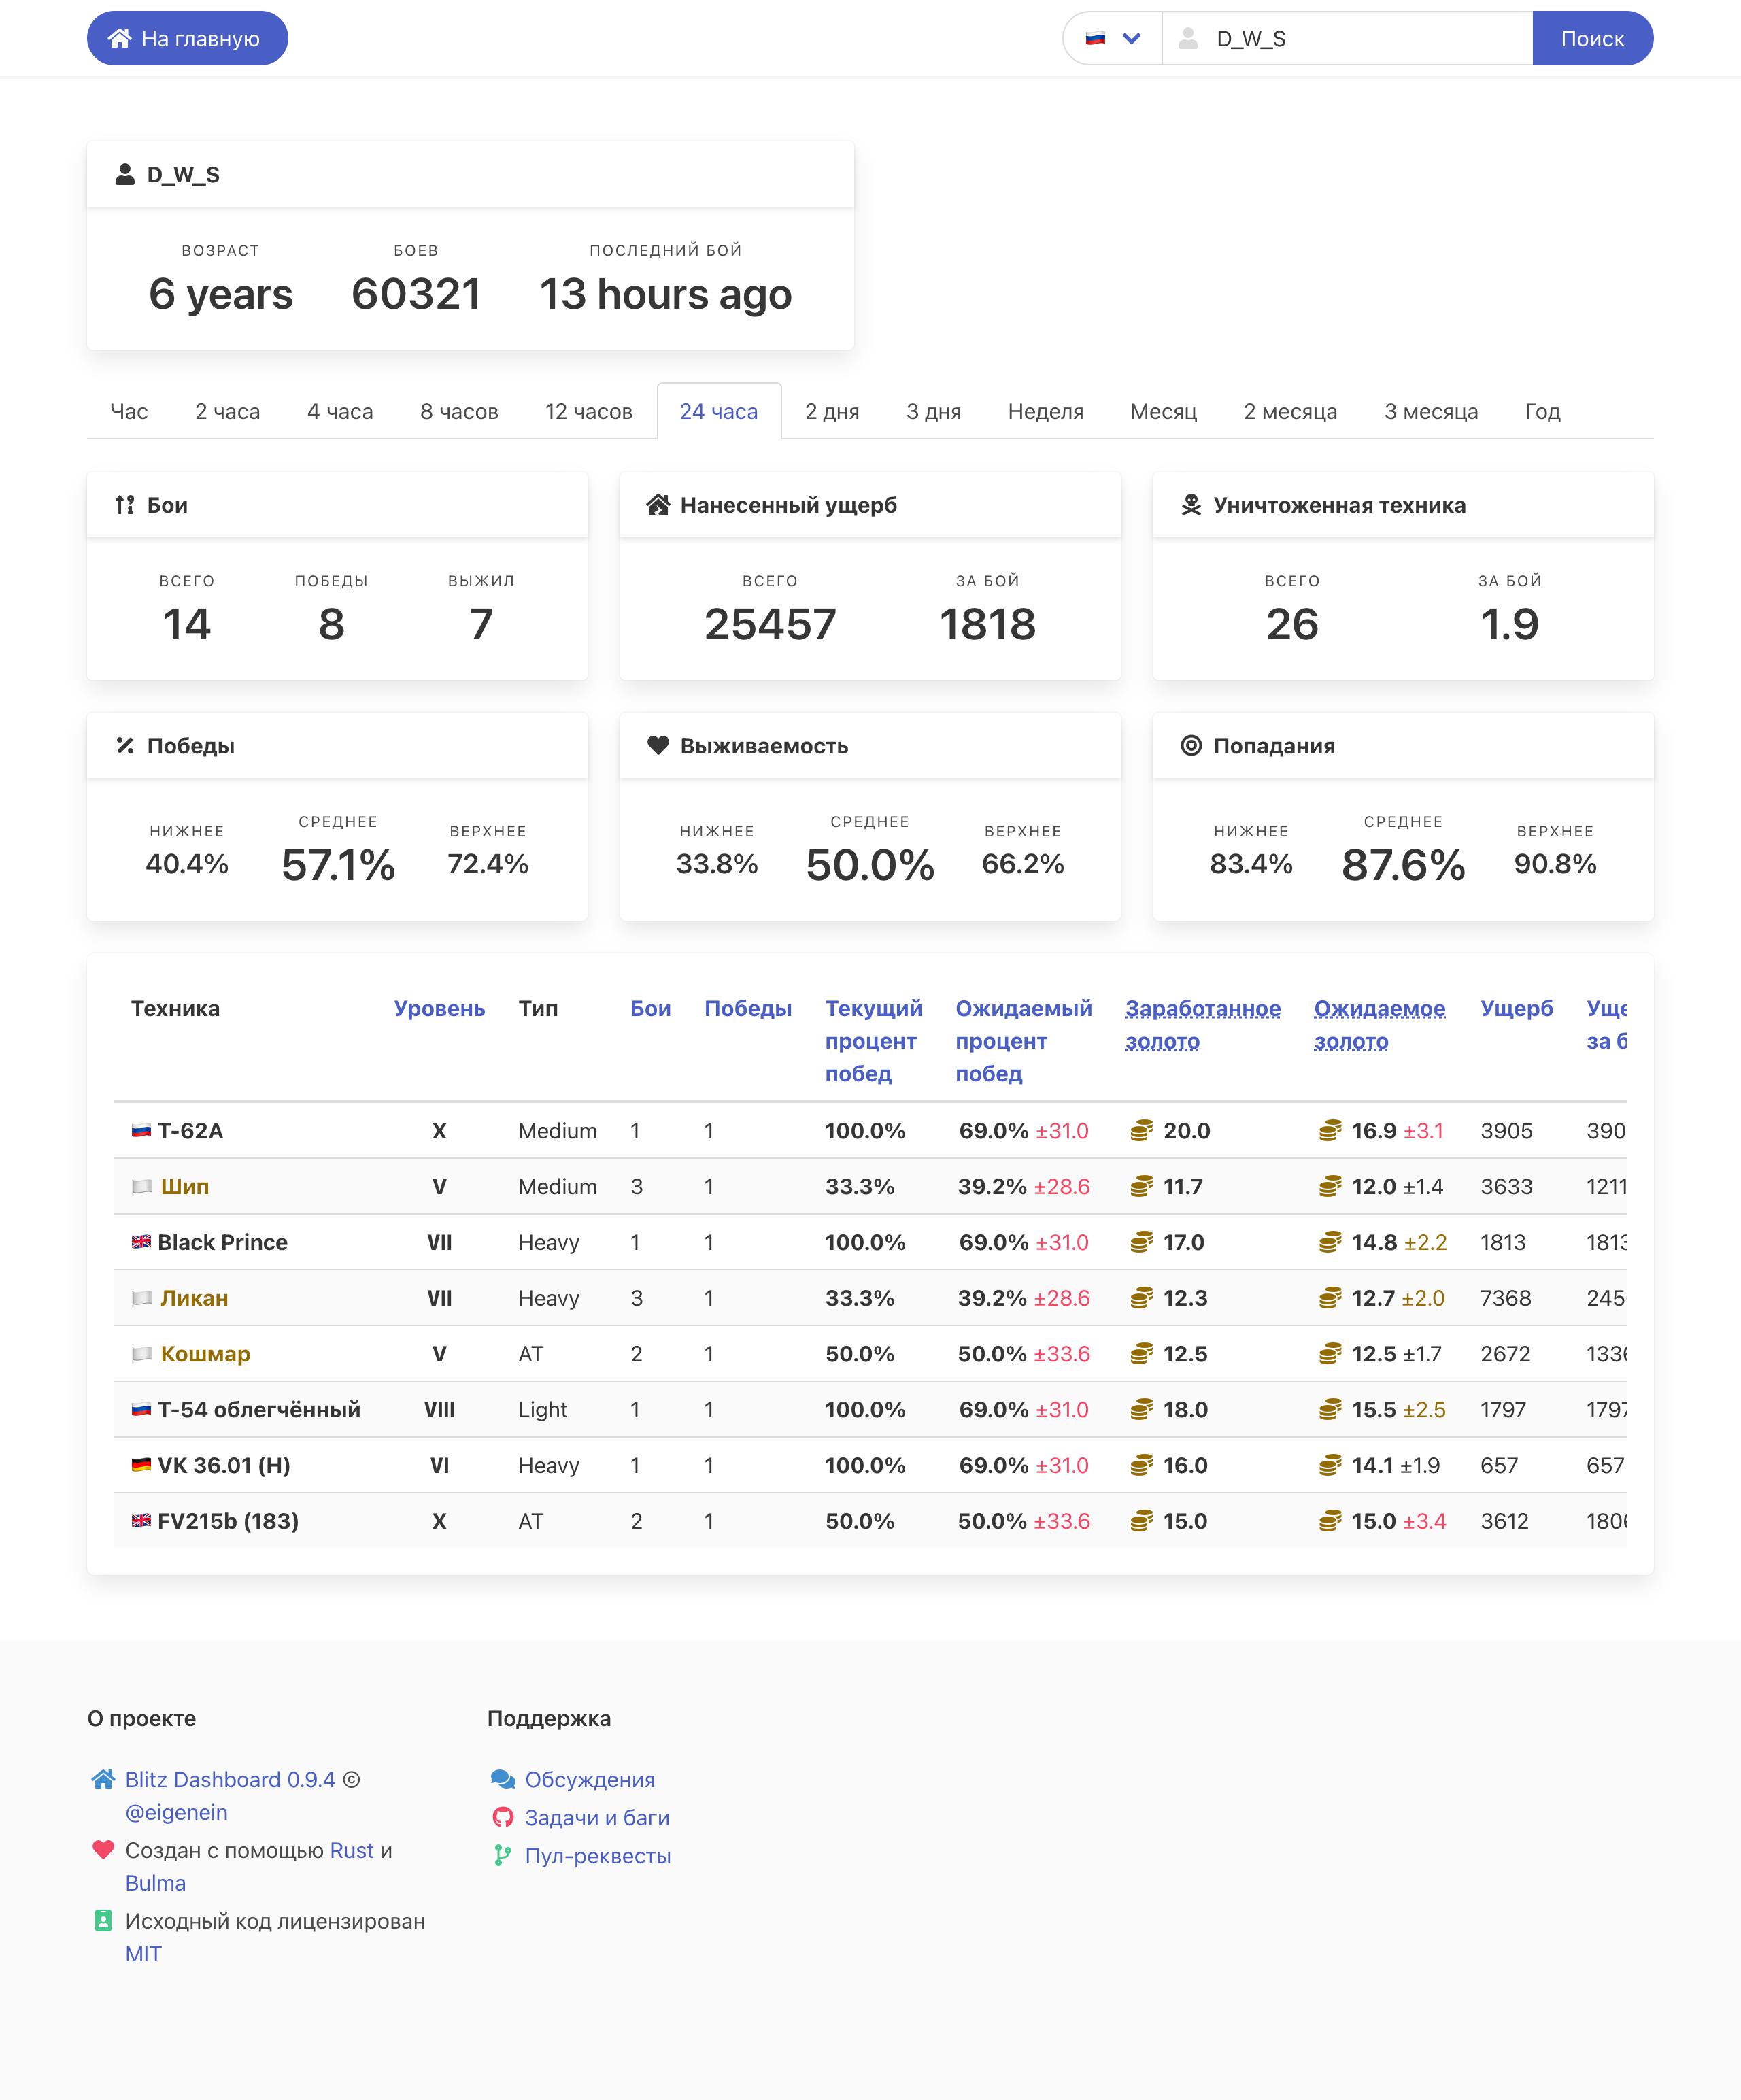 На главную
D_W_S
Поиск
D_W_S
ВОЗРАСТ БОЕВ ПОСЛЕДНИЙ БОЙ
6 years 60321 13 hours ago
Час 2 часа 4 часа 8 часов 12 часов 24 часа 2 дня 3 дня Неделя Месяц 2 месяца 3 месяца Год
Бои
ВСЕГО ПОБЕДЫ ВЫЖИЛ
14 8 7
Нанесенный ущерб
ВСЕГО ЗА БОЙ
25457 1818
Уничтоженная техника
ВСЕГО ЗА БОЙ
26 1.9
Победы
НИЖНЕЕ СРЕДНЕЕ ВЕРХНЕЕ
40.4% 57.1% 72.4%
Выживаемость
НИЖНЕЕ СРЕДНЕЕ ВЕРХНЕЕ
33.8% 50.0% 66.2%
Попадания
НИЖНЕЕ СРЕДНЕЕ ВЕРХНЕЕ
83.4% 87.6% 90.8%
Техника Уровень Тип Бои Победы Текущий Ожидаемый Заработанное Ожидаемое Ущерб
процент процент золото золото за
побед побед
Т-62А X Medium 1 1 100.0% 69.0% ±31.0 20.0 16.9 ±3.1 3905 390
Шип V Medium 3 1 33.3% 39.2% ±28.6 11.7 12.0 ±1.4 3633 1211
Black Prince VII Heavy 1 1 100.0% 69.0% ±31.0 17.0 14.8 ±2.2 1813 1813
Ликан VII Heavy 3 1 33.3% 39.2% ±28.6 12.3 12.7 ±2.0 7368 245
Кошмар V AT 2 1 50.0% 50.0% ±33.6 12.5 12.5 ±1.7 2672 1336
Т-54 облегчённый VIII Light 1 1 100.0% 69.0% ±31.0 18.0 15.5 ±2.5 1797 1797
VK 36.01 (H) VI Heavy 1 1 100.0% 69.0% ±31.0 16.0 14.1 ±1.9 657 657
FV215b (183) X AT 2 1 50.0% 50.0% ±33.6 15.0 15.0 ±3.4 3612 1806
О проекте
Blitz Dashboard 0.9.4 ©
@eigenein
Создан с помощью Rust и
Bulma
Исходный код лицензирован
MIT
Поддержка
Обсуждения
Задачи и баги
Пул-реквесты